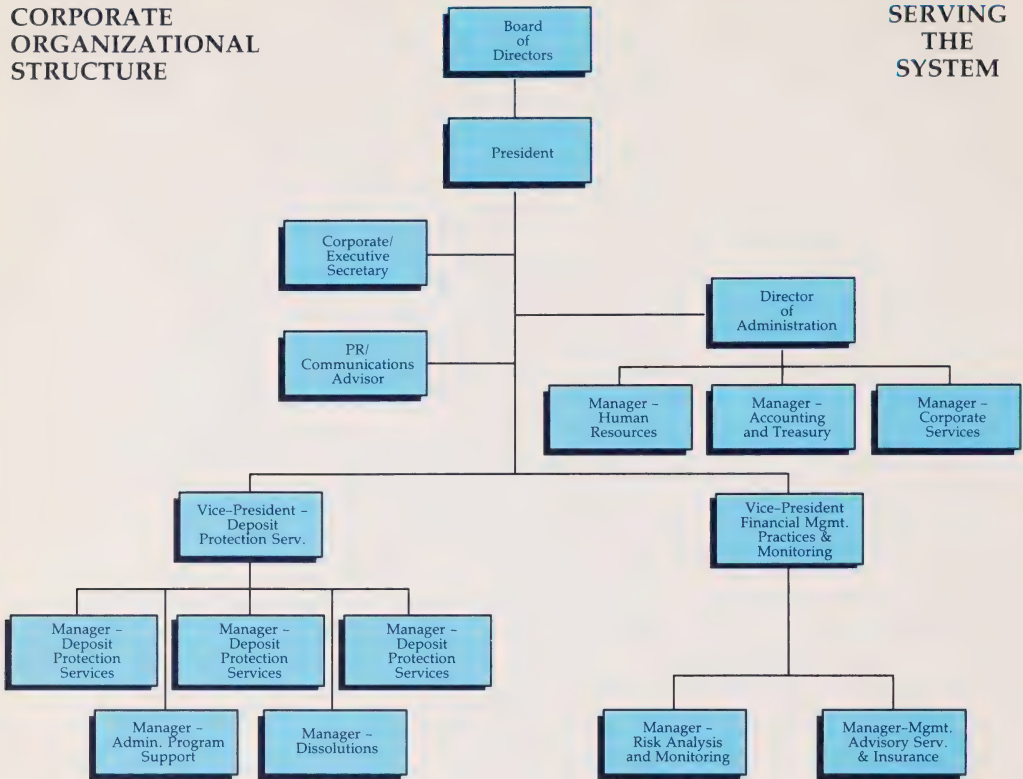 CORPORATE
ORGANIZATIONAL
STRUCTURE
SERVING
THE
SYSTEM
Board
of
Directors
President
Corporate/
Executive
Secretary
Director
of
Administration
PR/
Communications
Advisor
Manager –
Human
Resources
Manager –
Accounting
and Treasury
Manager –
Corporate
Services
Vice–President –
Deposit
Protection Serv.
Vice–President
Financial Mgmt.
Practices &
Monitoring
Manager –
Deposit
Protection
Services
Manager –
Deposit
Protection
Services
Manager –
Deposit
Protection
Services
Manager –
Admin. Program
Support
Manager –
Dissolutions
Manager –
Risk Analysis
and Monitoring
Manager–Mgmt.
Advisory Serv.
& Insurance